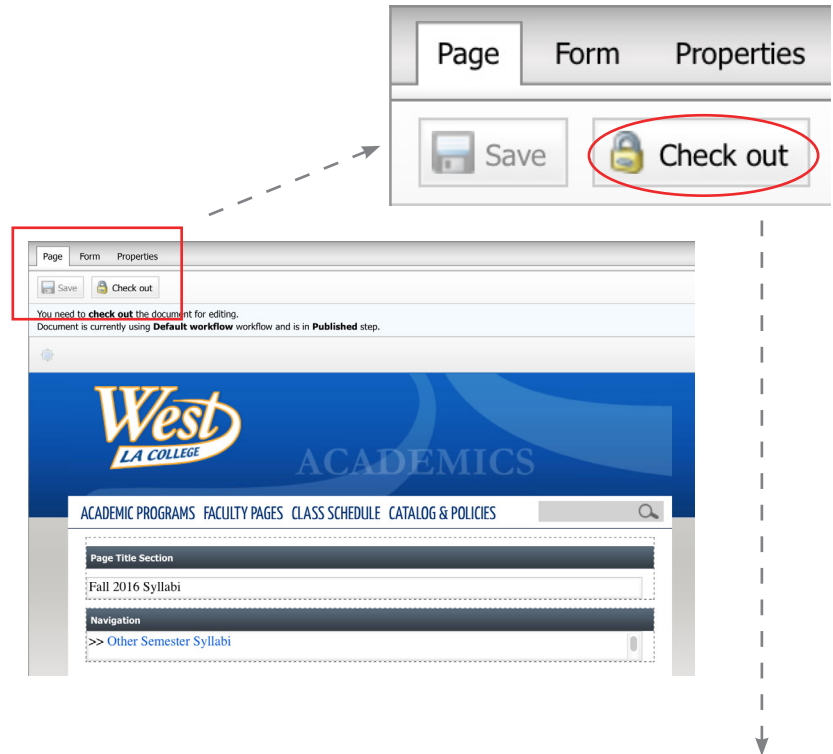 Page Form Properties
Save Check out
Page Form Properties
Save Check out
You need to check out the document for editing.
Document is currently using Default workflow workflow and is in Published step.
West
LA COLLEGE
ACADEMICS
ACADEMIC PROGRAMS FACULTY PAGES CLASS SCHEDULE CATALOG & POLICIES
Page Title Section
Fall 2016 Syllabi
Navigation
>> Other Semester Syllabi